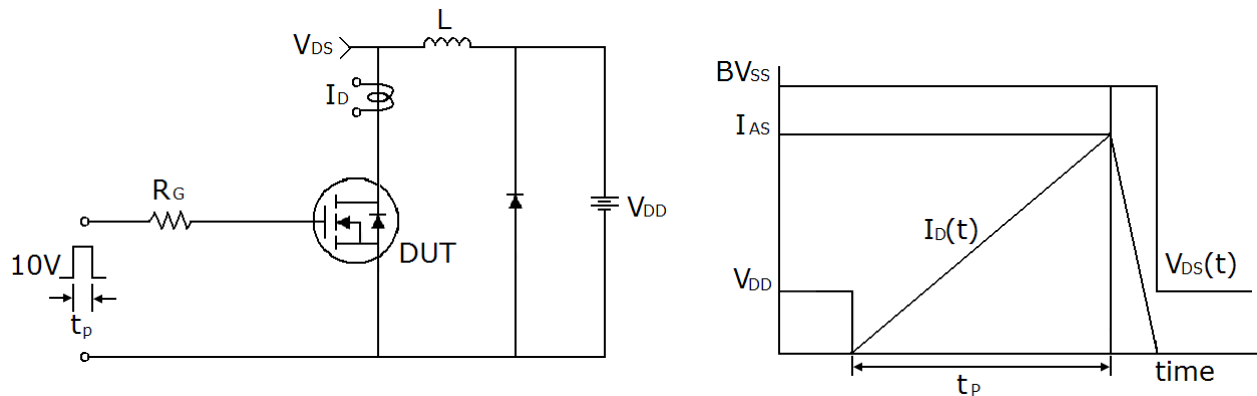 L
VDS
ID
RG
VDD
DUT
10V
tp
BVSS
IAS
ID(t)
VDD
VDS(t)
tP
time